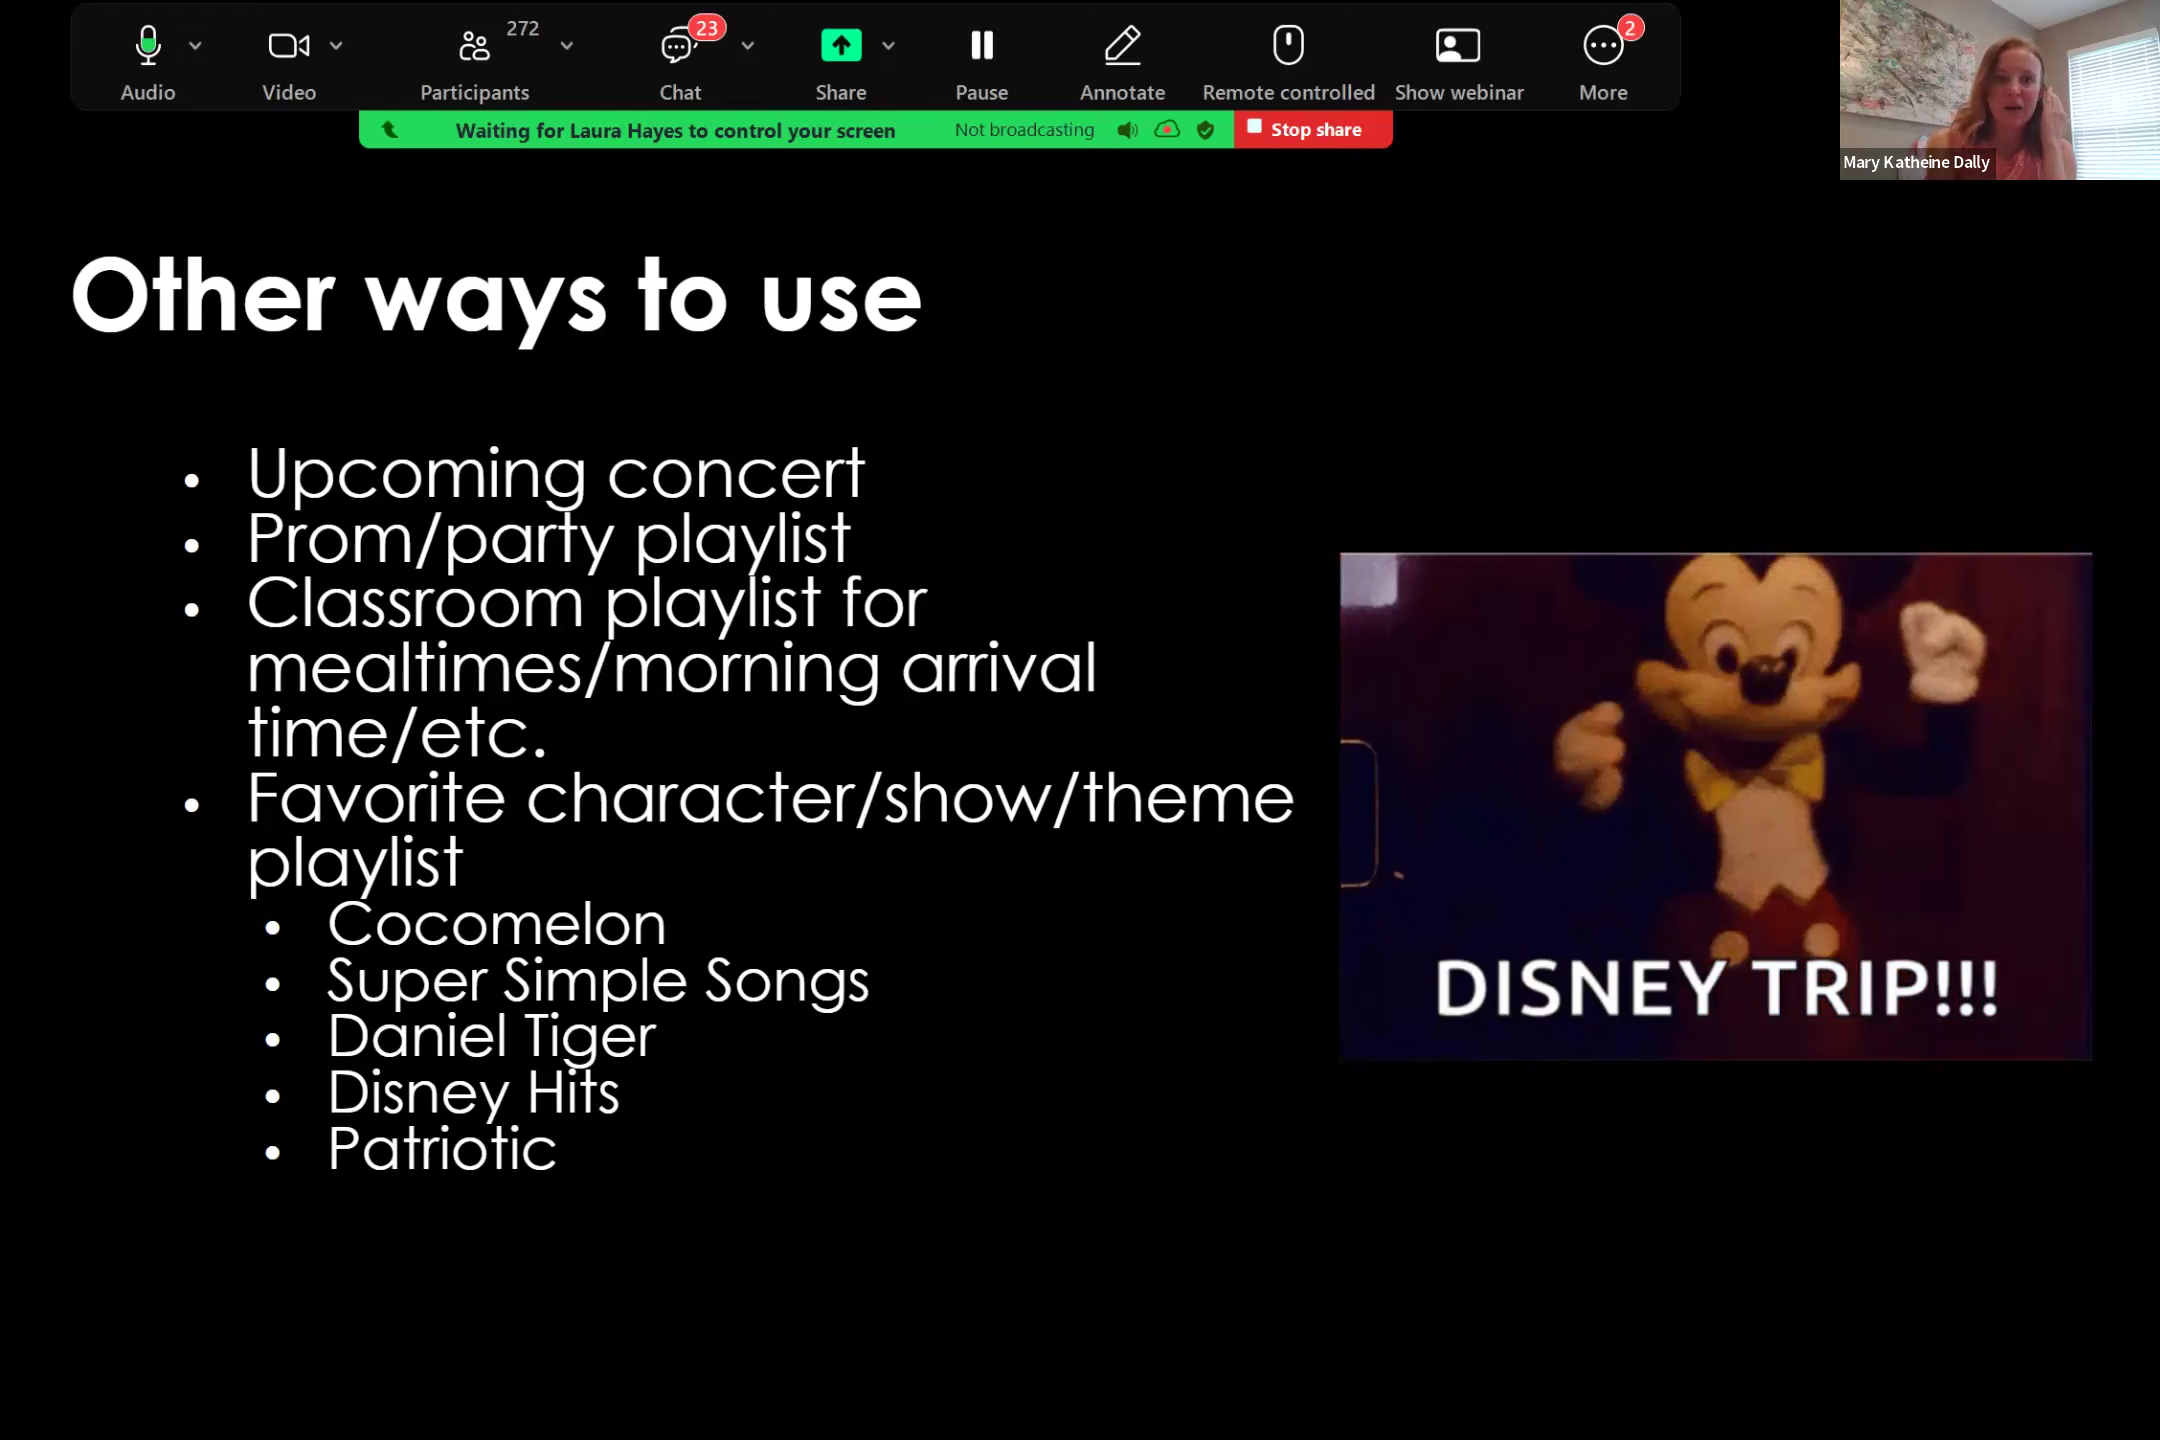 272
23
2
Audio
Video
Participants
Chat
Share
Pause
Annotate
Remote controlled
Show webinar
More
Waiting for Laura Hayes to control your screen
Not broadcasting
Stop share
Mary Katheine Dally
Other ways to use
• Upcoming concert
• Prom/party playlist
• Classroom playlist for
mealtimes/morning arrival
time/etc.
• Favorite character/show/theme
playlist
• Cocomelon
• Super Simple Songs
• Daniel Tiger
• Disney Hits
• Patriotic
DISNEY TRIP!!!